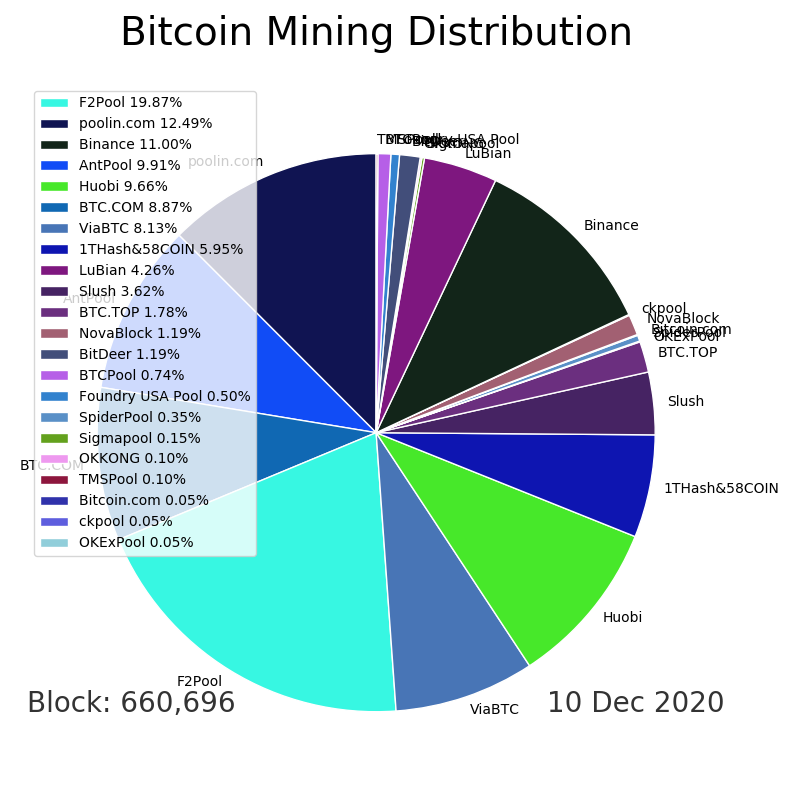 Bitcoin Mining Distribution
F2Pool 19.87%
poolin.com 12.49%
Binance 11.00%
AntPool 9.91%
Huobi 9.66%
BTC.COM 8.87%
ViaBTC 8.13%
1THash&58COIN 5.95%
LuBian 4.26%
Slush 3.62%
BTC.TOP 1.78%
NovaBlock 1.19%
BitDeer 1.19%
BTCPool 0.74%
Foundry USA Pool 0.50%
SpiderPool 0.35%
Sigmapool 0.15%
OKKONG 0.10%
TMSPool 0.10%
Bitcoin.com 0.05%
ckpool 0.05%
OKExPool 0.05%
poolin.com
AntPool
BTC.COM
F2Pool
ViaBTC
Huobi
1THash&58COIN
Slush
BTC.TOP
OKExPool
SpiderPool
Bitcoin.com
NovaBlock
ckpool
Binance
LuBian
Block: 660,696
10 Dec 2020